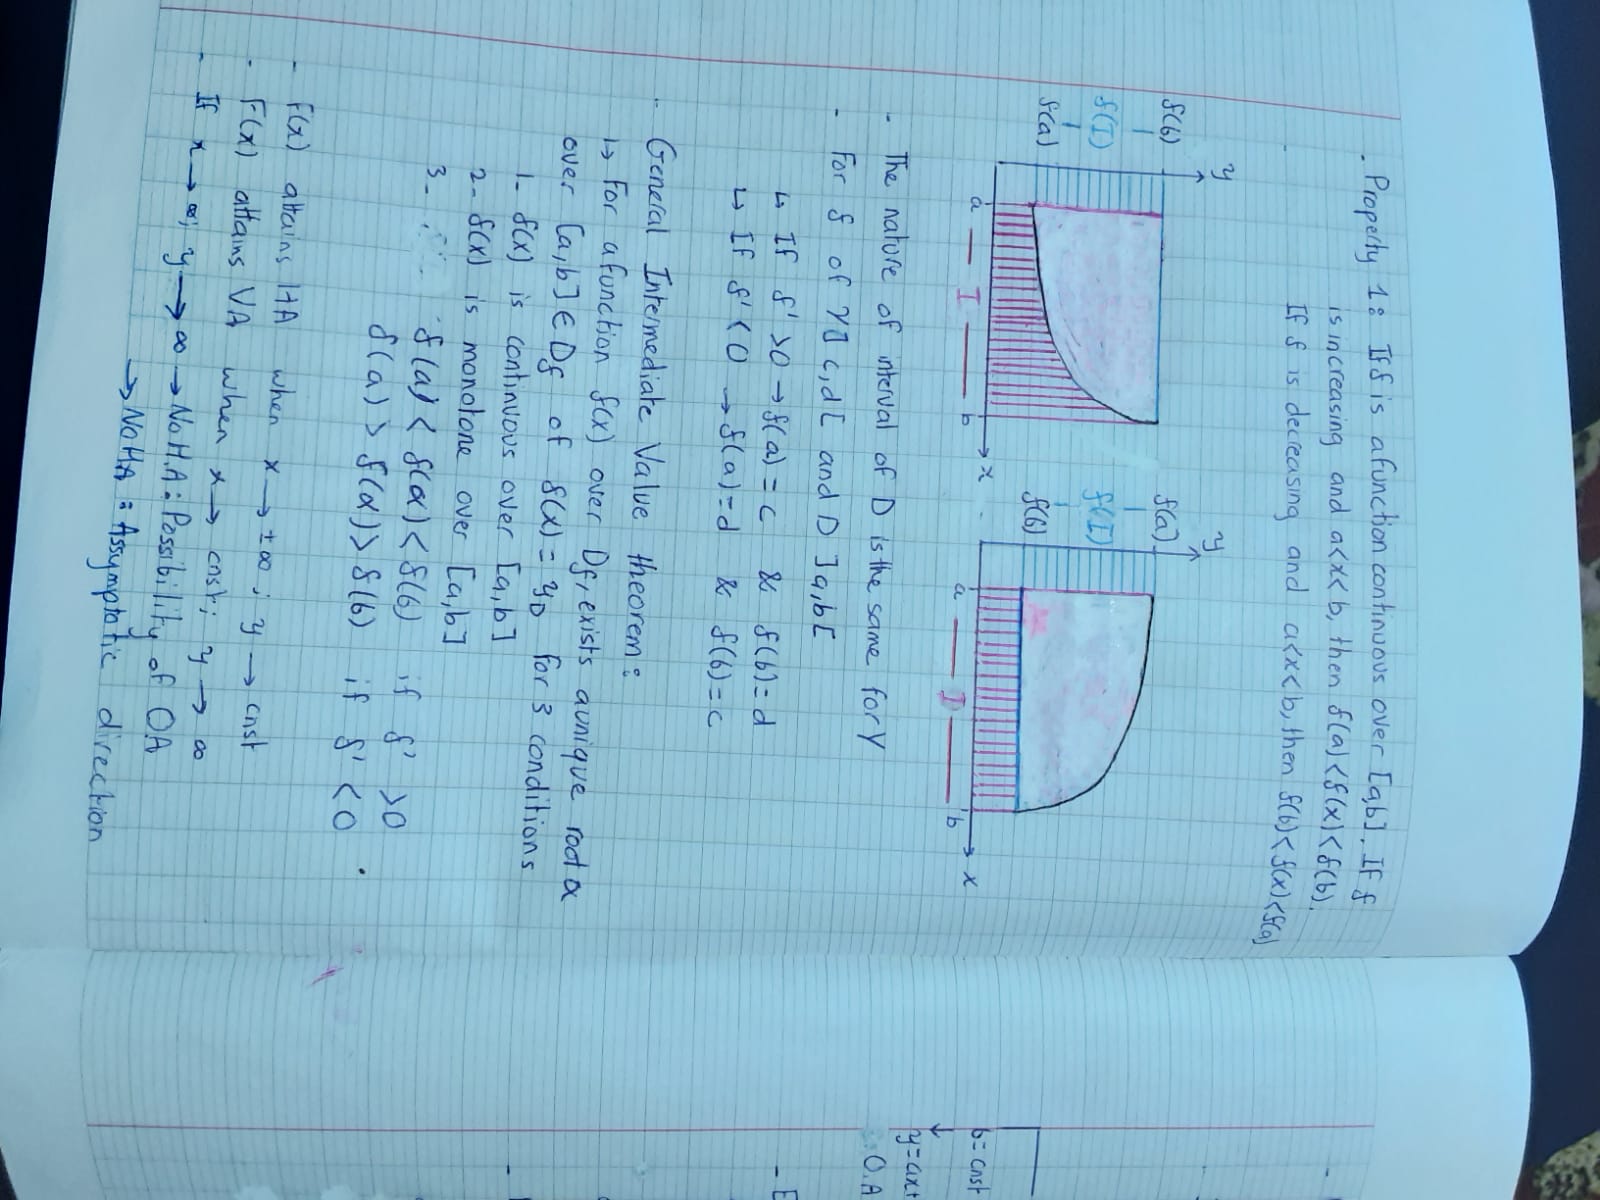 . Property 1: If f is a function continuous over [a,b]. If f
is increasing and a<x<b, then f(a)<f(x)<f(b).
If f is decreasing and a<x<b, then f(b)<f(x)<f(a)
y
f(b)
f(I)
f(a)
a — I — b
x
y
f(a)
f(I)
f(b)
a — I — b
x
- The nature of interval of D is the same for Y
- For f of Y ]c,d[ and D ]a,b[
↳ If f' >0 → f(a) = c & f(b) = d
↳ If f' <0 → f(a) = d & f(b) = c
- General Intermediate Value theorem:
↳ For a function f(x) over Df, exists a unique root α
over [a,b] ∈ Df of f(x) = yD for 3 conditions
1- f(x) is continuous over [a,b]
2- f(x) is monotone over [a,b]
3- f(a) < f(α) < f(b) if f' >0
f(a) > f(α) > f(b) if f' <0
- F(x) attains HA when x → ±∞ ; y → cnst
- F(x) attains VA when x → cnst; y → ∞
- If x → ∞; y → ∞ → No H.A: Possibility of OA
→ No HA: Assymptotic direction
b = cnst
↓
y = ax+
: O.A
- E